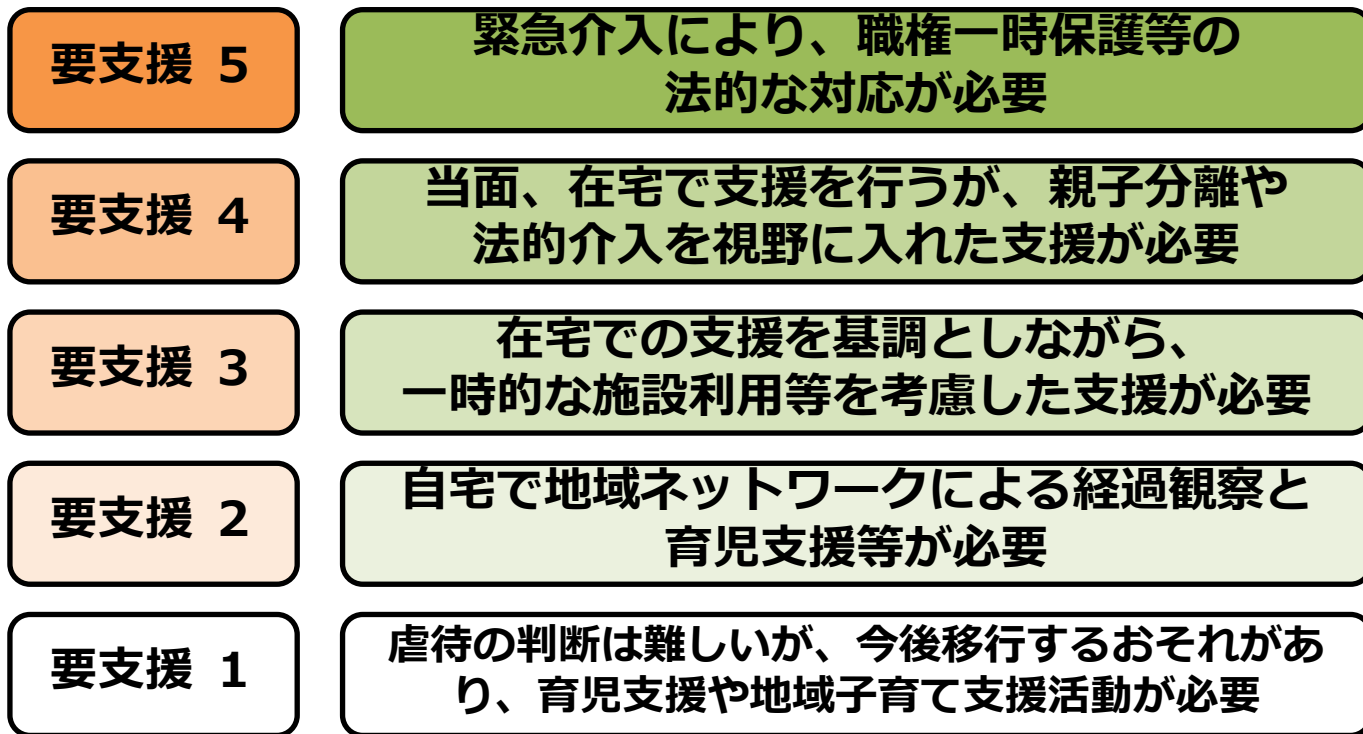 要支援 5
緊急介入により、職権一時保護等の
法的な対応が必要
要支援 4
当面、在宅で支援を行うが、親子分離や
法的介入を視野に入れた支援が必要
要支援 3
在宅での支援を基調としながら、
一時的な施設利用等を考慮した支援が必要
要支援 2
自宅で地域ネットワークによる経過観察と
育児支援等が必要
要支援 1
虐待の判断は難しいが、今後移行するおそれがあ
り、育児支援や地域子育て支援活動が必要